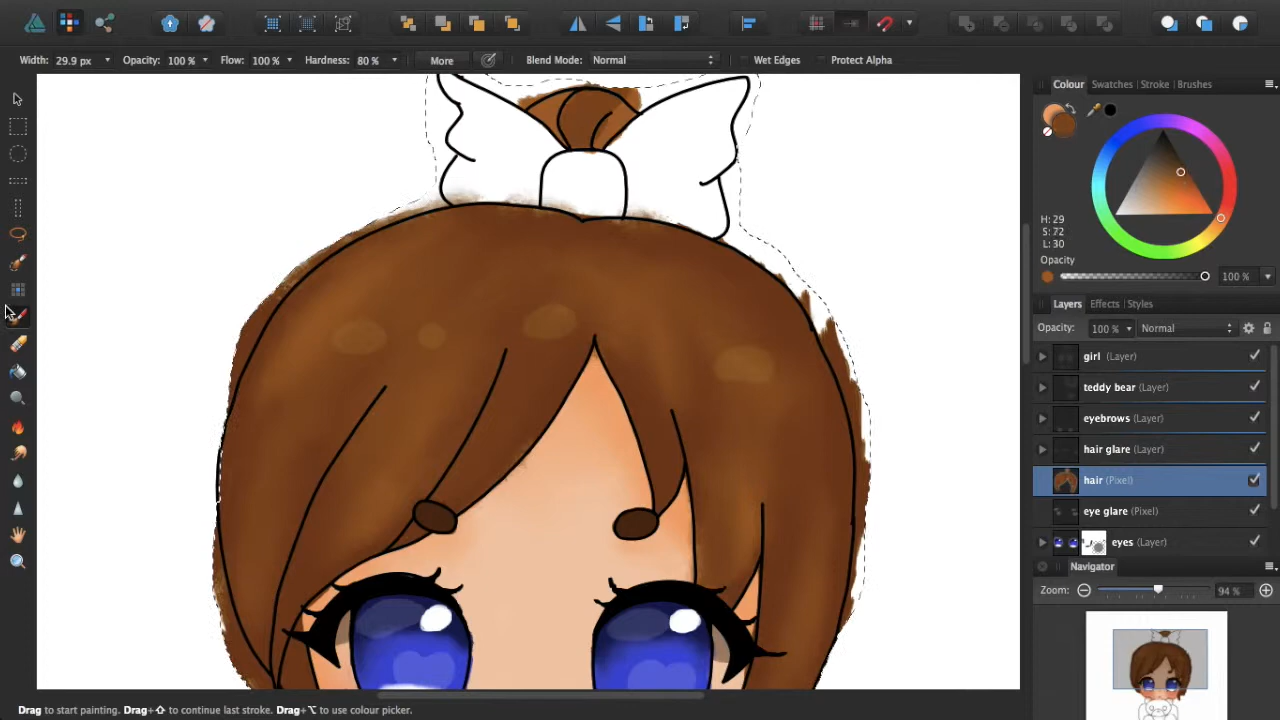 Width: 29.9 px Opacity: 100 % Flow: 100 % Hardness: 80 % More Blend Mode: Normal Wet Edges Protect Alpha
Colour Swatches Stroke Brushes
H: 29
S: 72
L: 30
Opacity
100 %
Layers Effects Styles
Opacity: 100 % Normal
girl (Layer)
teddy bear (Layer)
eyebrows (Layer)
hair glare (Layer)
hair (Pixel)
eye glare (Pixel)
eyes (Layer)
Navigator
Zoom: 94 %
Drag to start painting. Drag+⇧ to continue last stroke. Drag+⌥ to use colour picker.